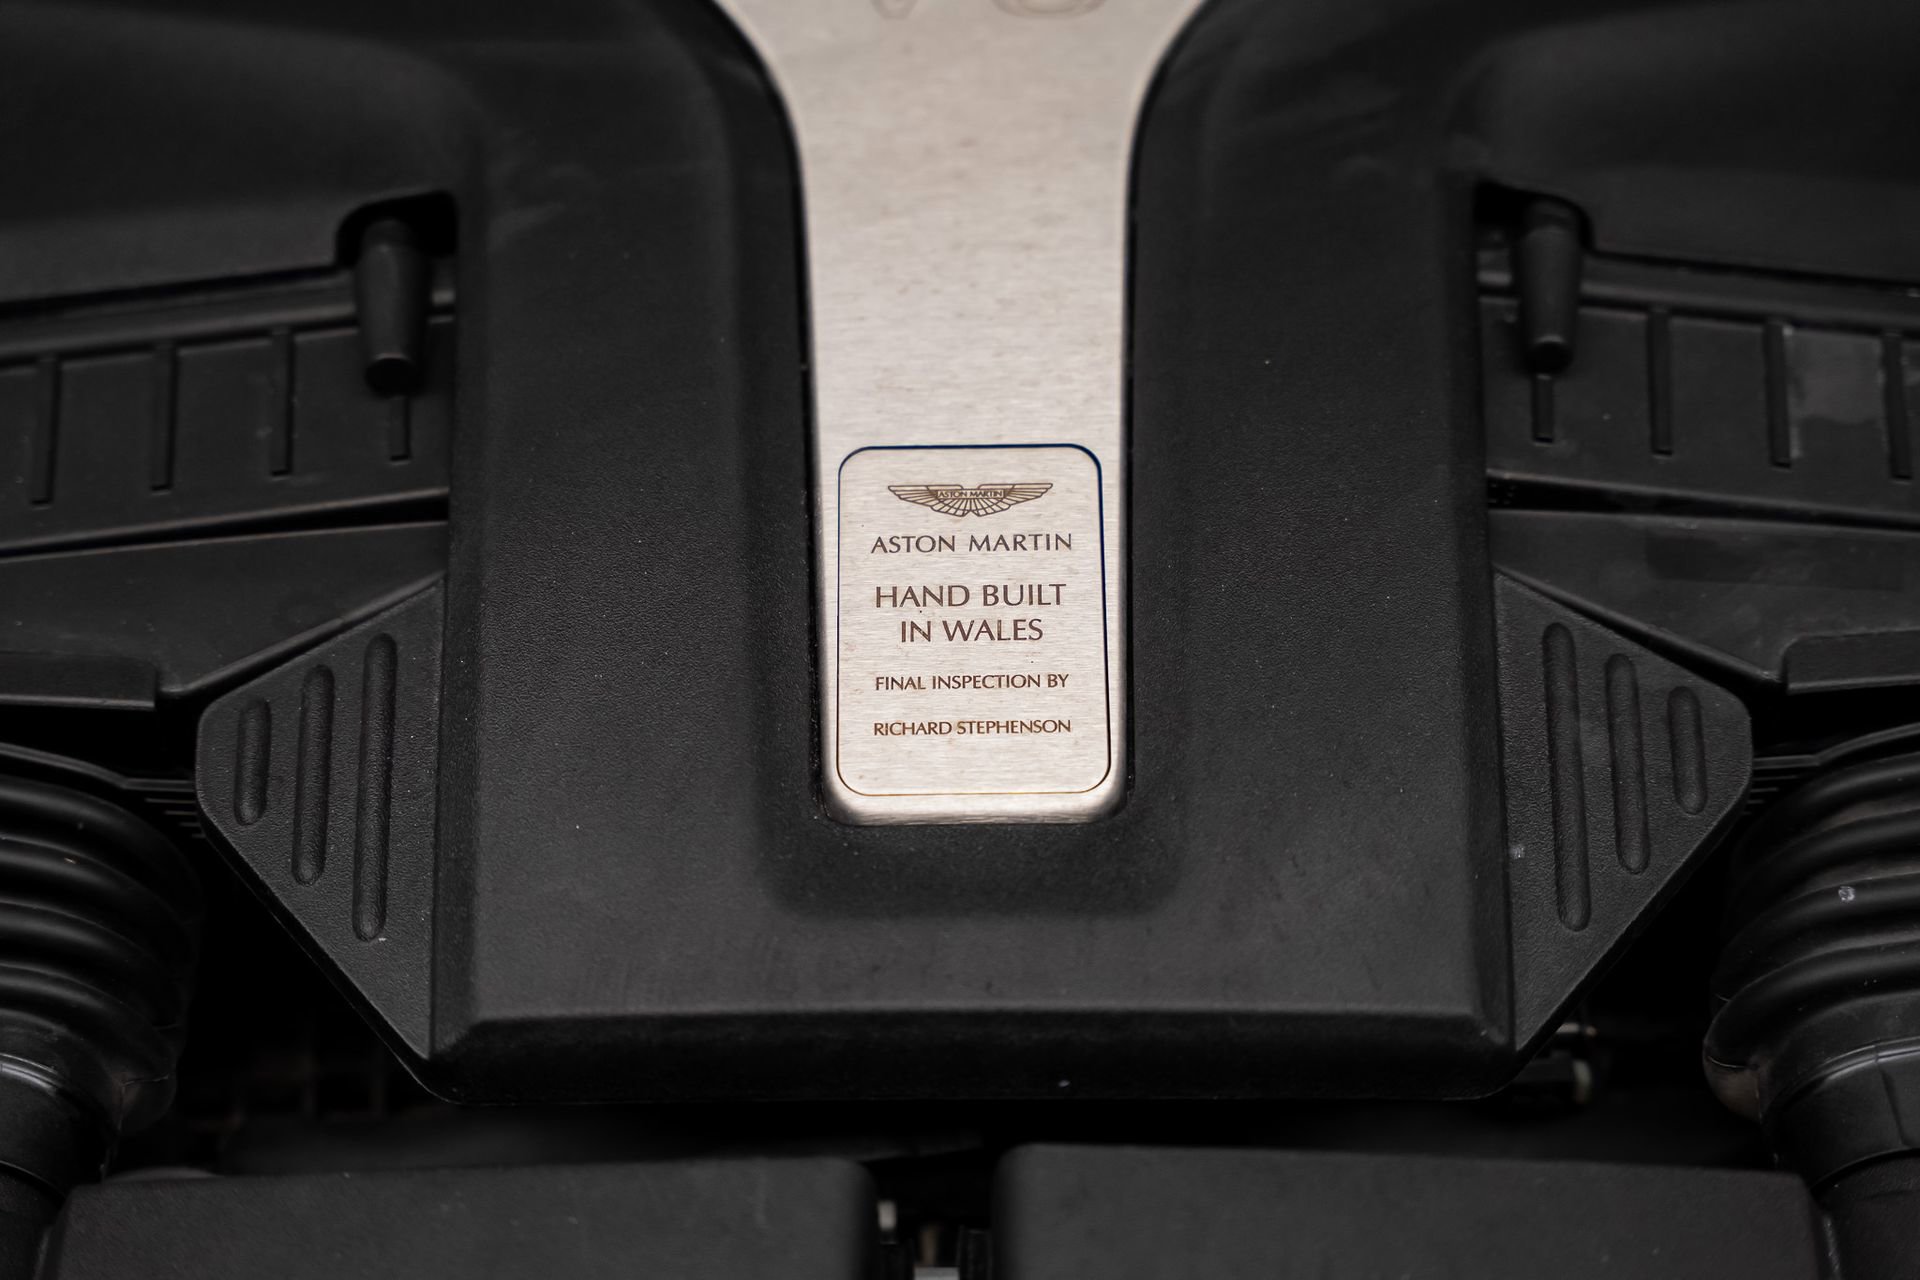 ASTON MARTIN
ASTON MARTIN
HAND BUILT
IN WALES
FINAL INSPECTION BY
RICHARD STEPHENSON